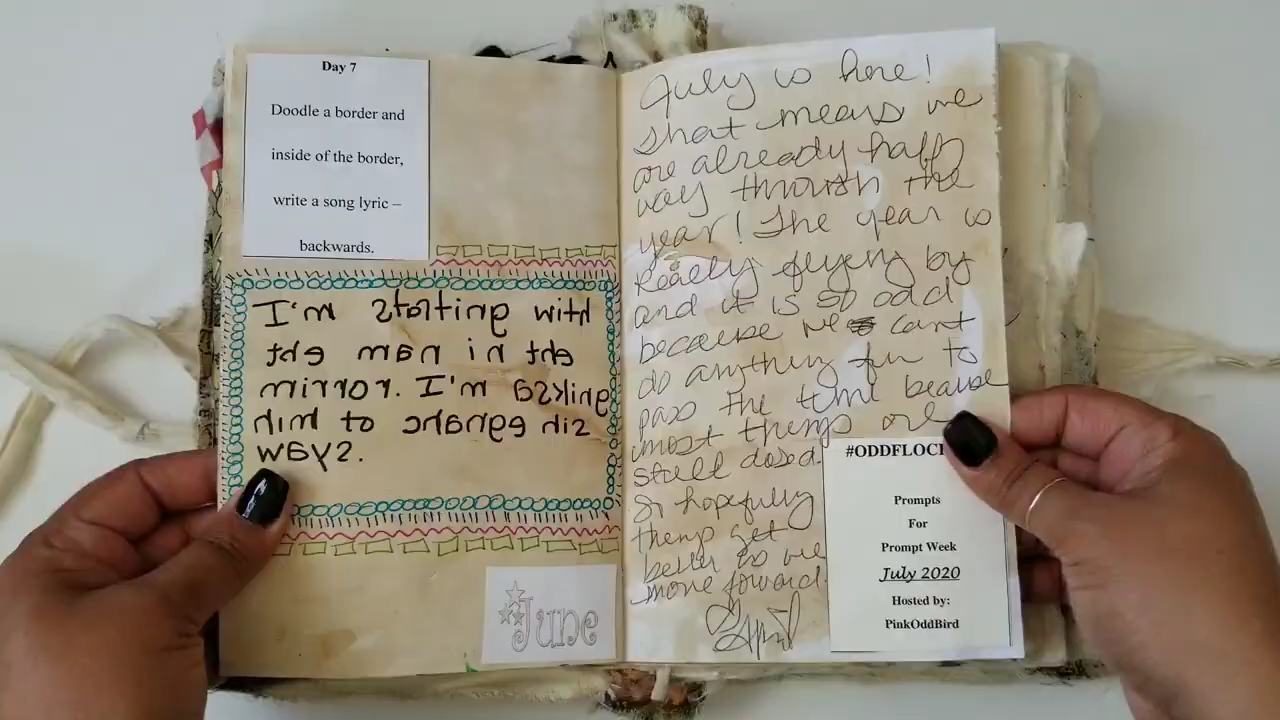 Day 7
Doodle a border and
inside of the border,
write a song lyric –
backwards.
I'm starting with
the man in the
mirror. I'm asking
him to change his
ways.
June
July is here!
that means we
are already half
way through the
year! The year is
Really flying by
and it is so odd
because we cant
do anything fun to
pass the time because
most things are
still closed.
So hopefully
things get
better as we
move forward.
April
#ODDFLOC
Prompts
For
Prompt Week
July 2020
Hosted by:
PinkOddBird